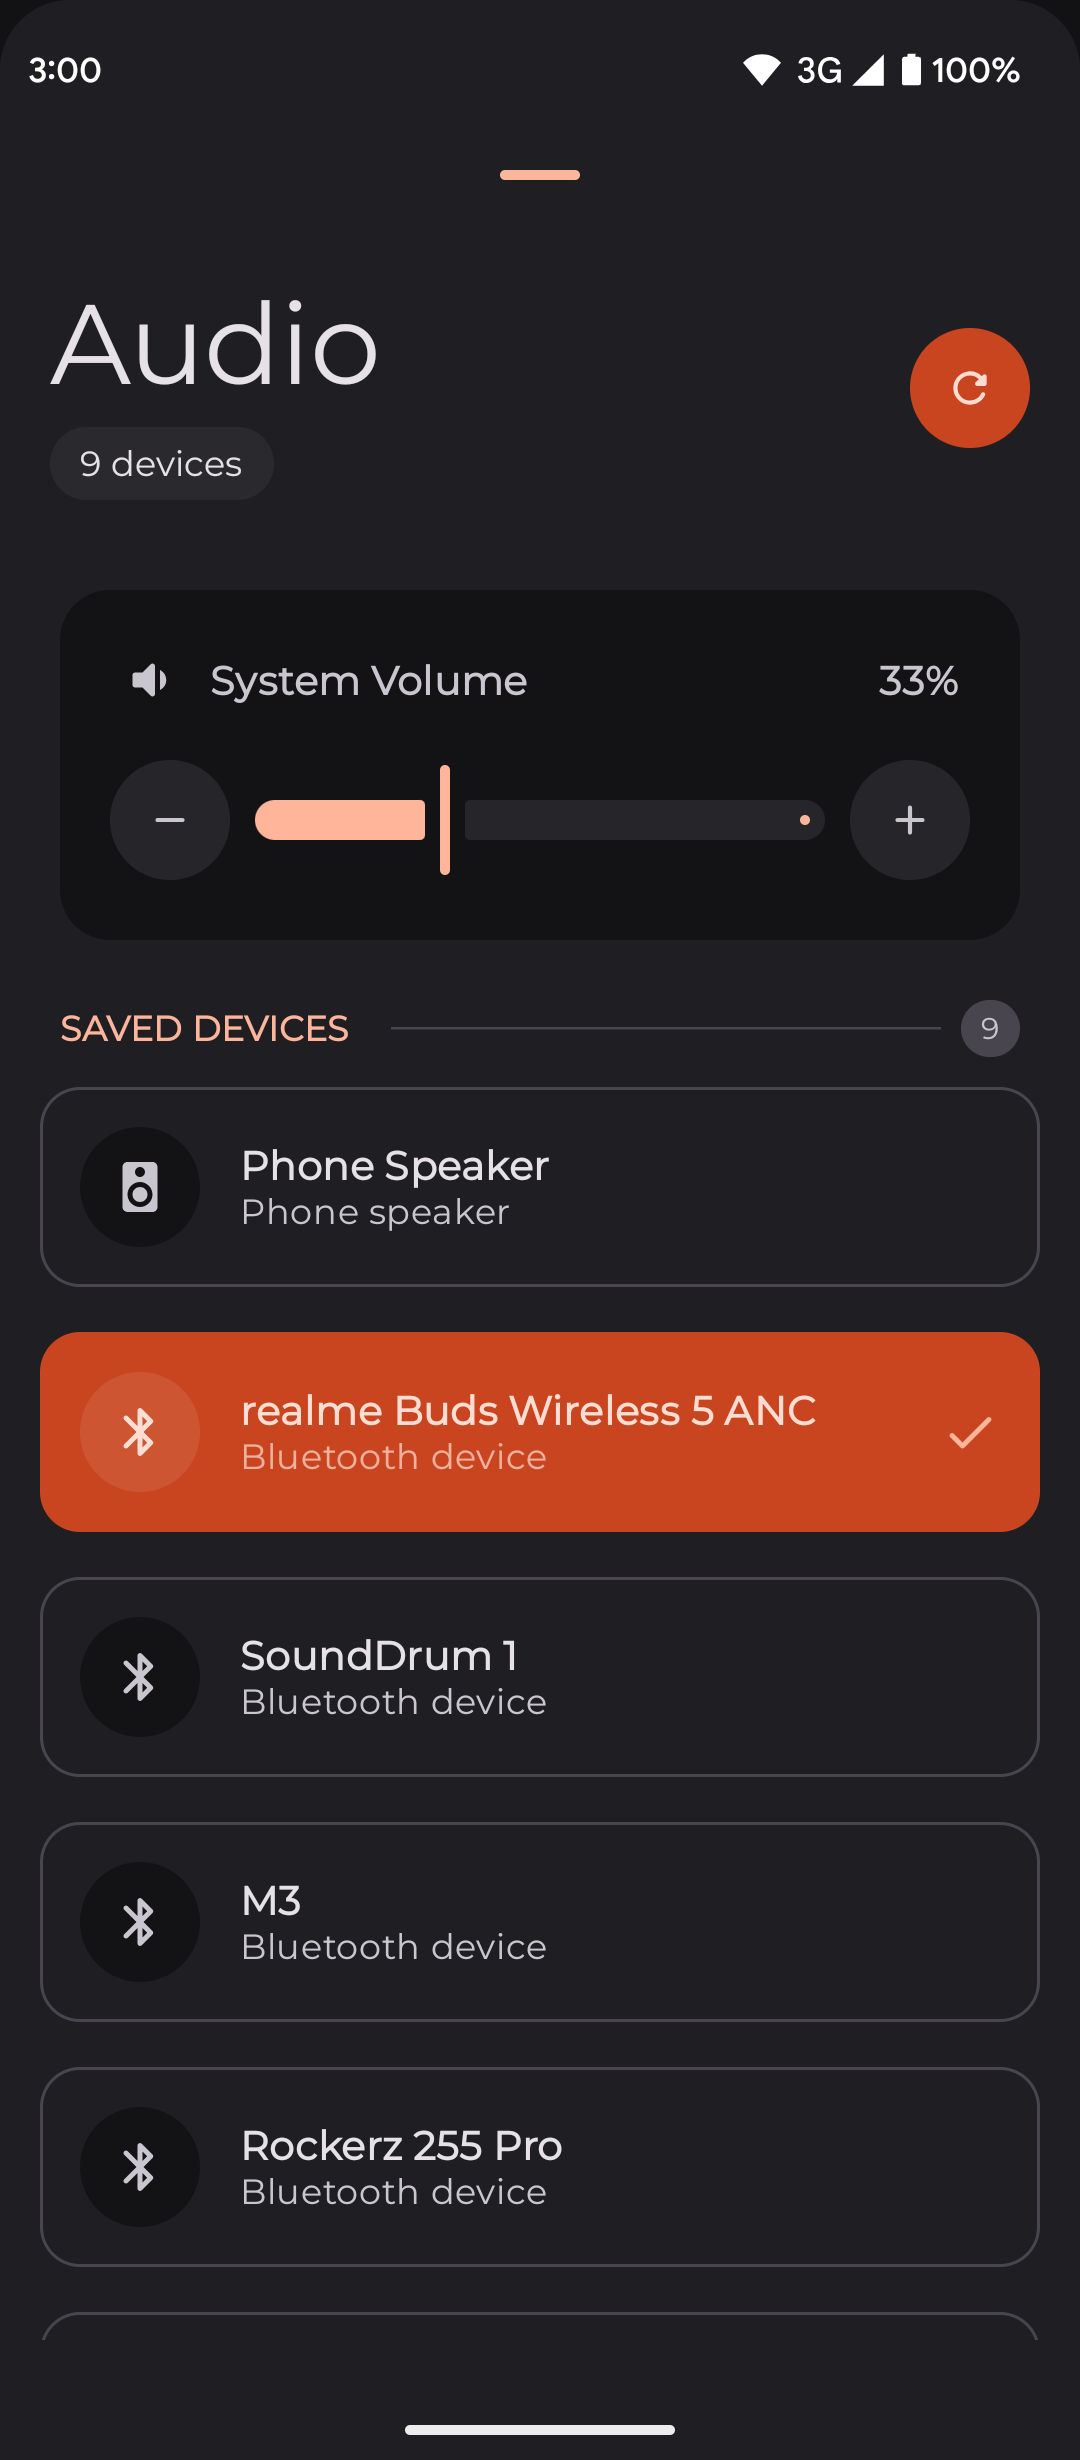 3:00
3G 100%
Audio
9 devices
System Volume 33%
SAVED DEVICES 9
Phone Speaker
Phone speaker
realme Buds Wireless 5 ANC
Bluetooth device
SoundDrum 1
Bluetooth device
M3
Bluetooth device
Rockerz 255 Pro
Bluetooth device